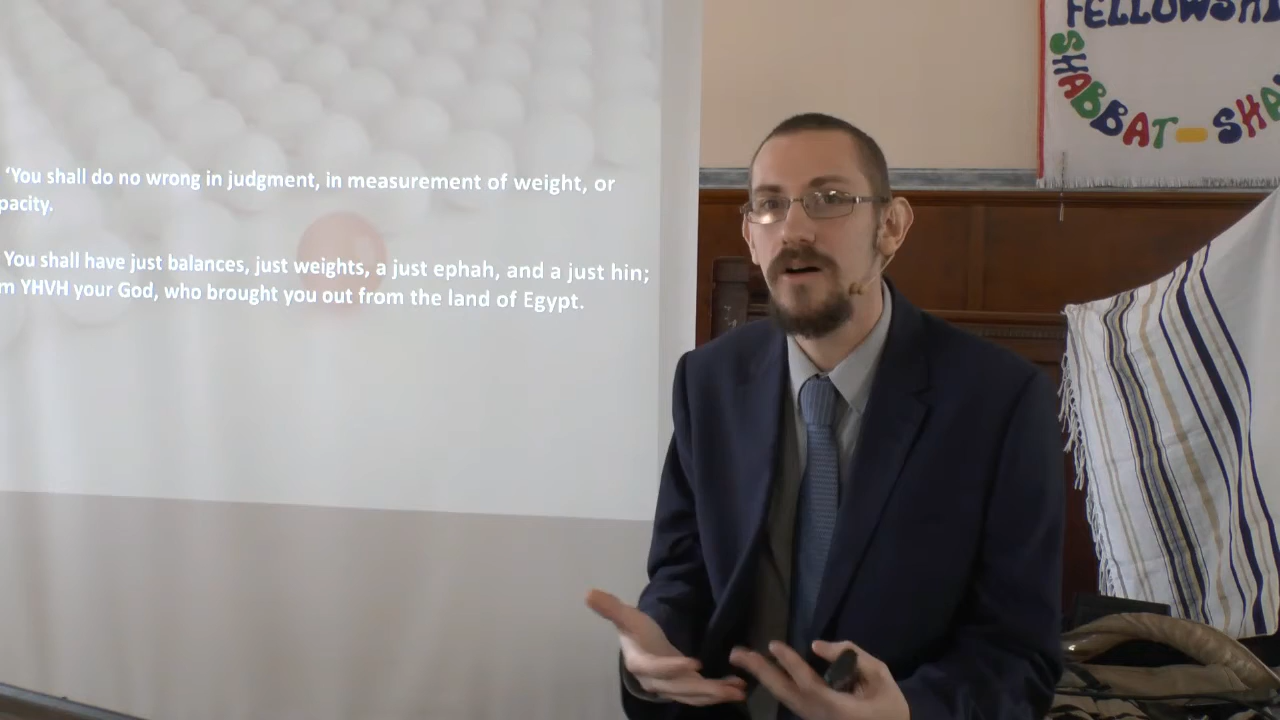 ‘You shall do no wrong in judgment, in measurement of weight, or
pacity.
You shall have just balances, just weights, a just ephah, and a just hin;
m YHVH your God, who brought you out from the land of Egypt.
FELLOWSHI
SHABBAT-SHA